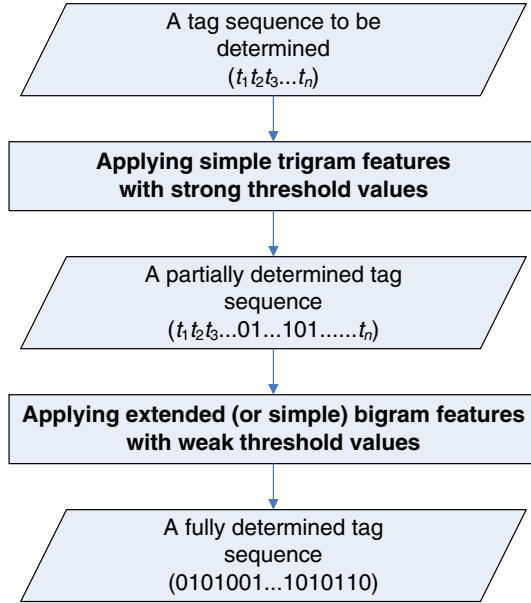 A tag sequence to be
determined
(t₁t₂t₃...tₙ)
Applying simple trigram features
with strong threshold values
A partially determined tag
sequence
(t₁t₂t₃...01...101......tₙ)
Applying extended (or simple) bigram features
with weak threshold values
A fully determined tag
sequence
(0101001...1010110)